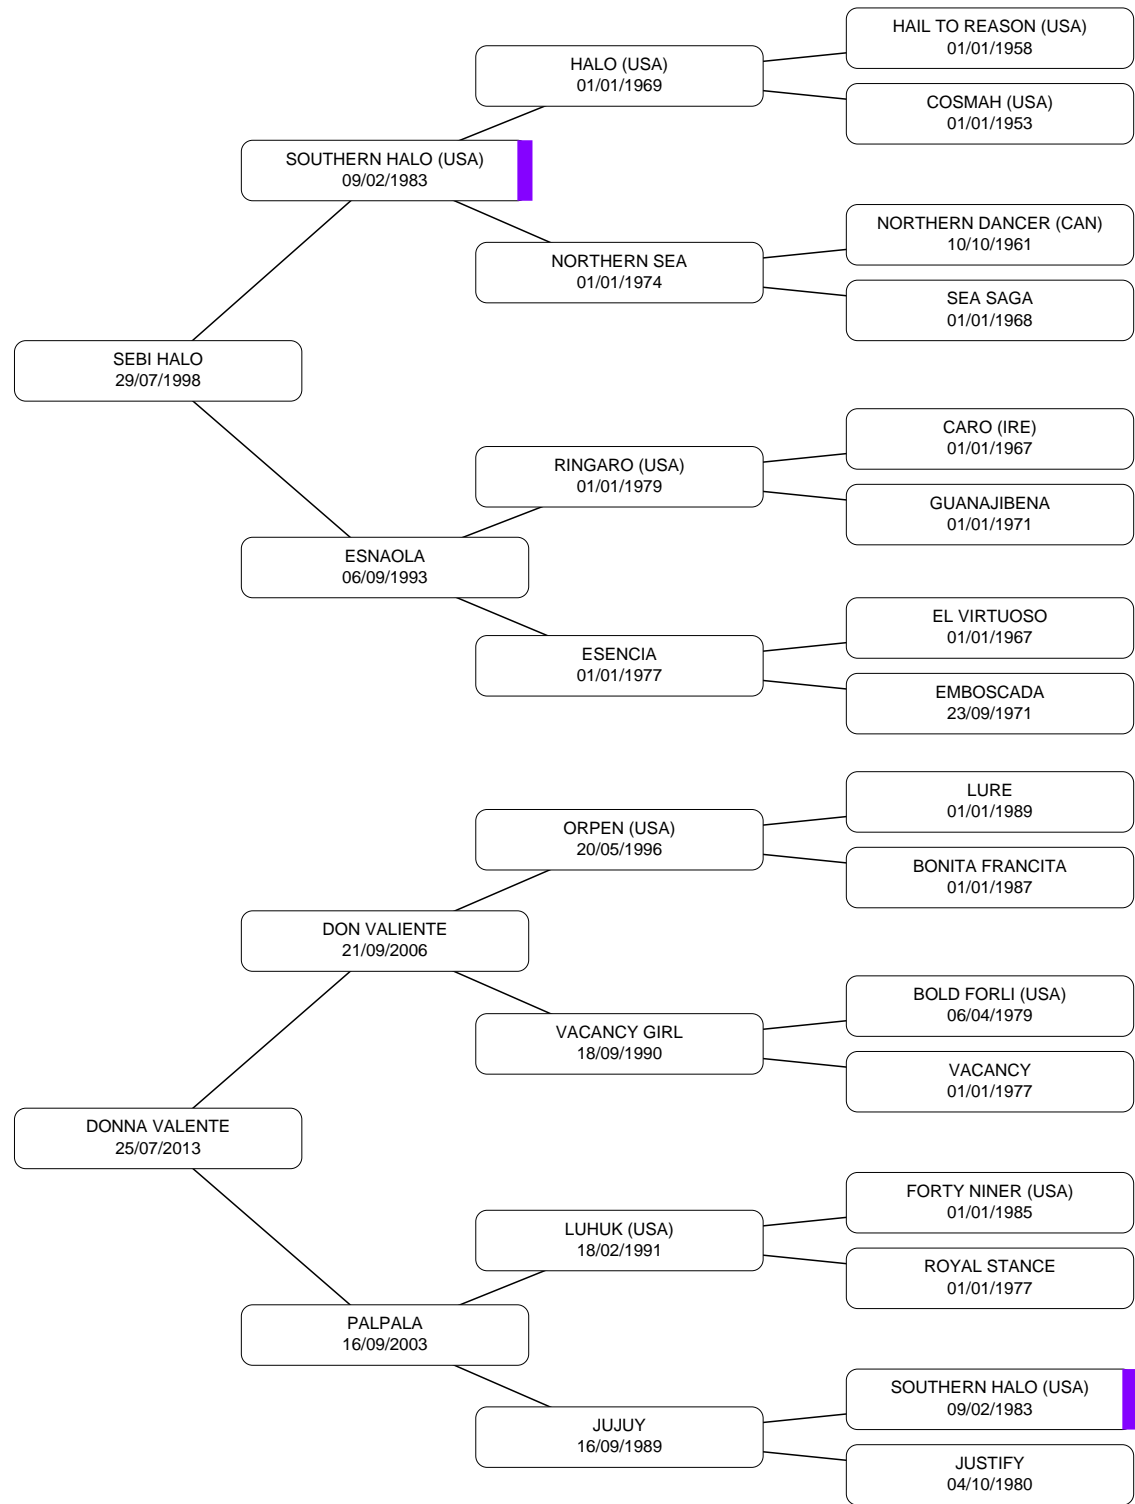 HAIL TO REASON (USA)
01/01/1958
HALO (USA)
01/01/1969
COSMAH (USA)
01/01/1953
SOUTHERN HALO (USA)
09/02/1983
NORTHERN DANCER (CAN)
10/10/1961
NORTHERN SEA
01/01/1974
SEA SAGA
01/01/1968
SEBI HALO
29/07/1998
CARO (IRE)
01/01/1967
RINGARO (USA)
01/01/1979
GUANAJIBENA
01/01/1971
ESNAOLA
06/09/1993
EL VIRTUOSO
01/01/1967
ESENCIA
01/01/1977
EMBOSCADA
23/09/1971
LURE
01/01/1989
ORPEN (USA)
20/05/1996
BONITA FRANCITA
01/01/1987
DON VALIENTE
21/09/2006
BOLD FORLI (USA)
06/04/1979
VACANCY GIRL
18/09/1990
VACANCY
01/01/1977
DONNA VALENTE
25/07/2013
FORTY NINER (USA)
01/01/1985
LUHUK (USA)
18/02/1991
ROYAL STANCE
01/01/1977
PALPALA
16/09/2003
SOUTHERN HALO (USA)
09/02/1983
JUJUY
16/09/1989
JUSTIFY
04/10/1980